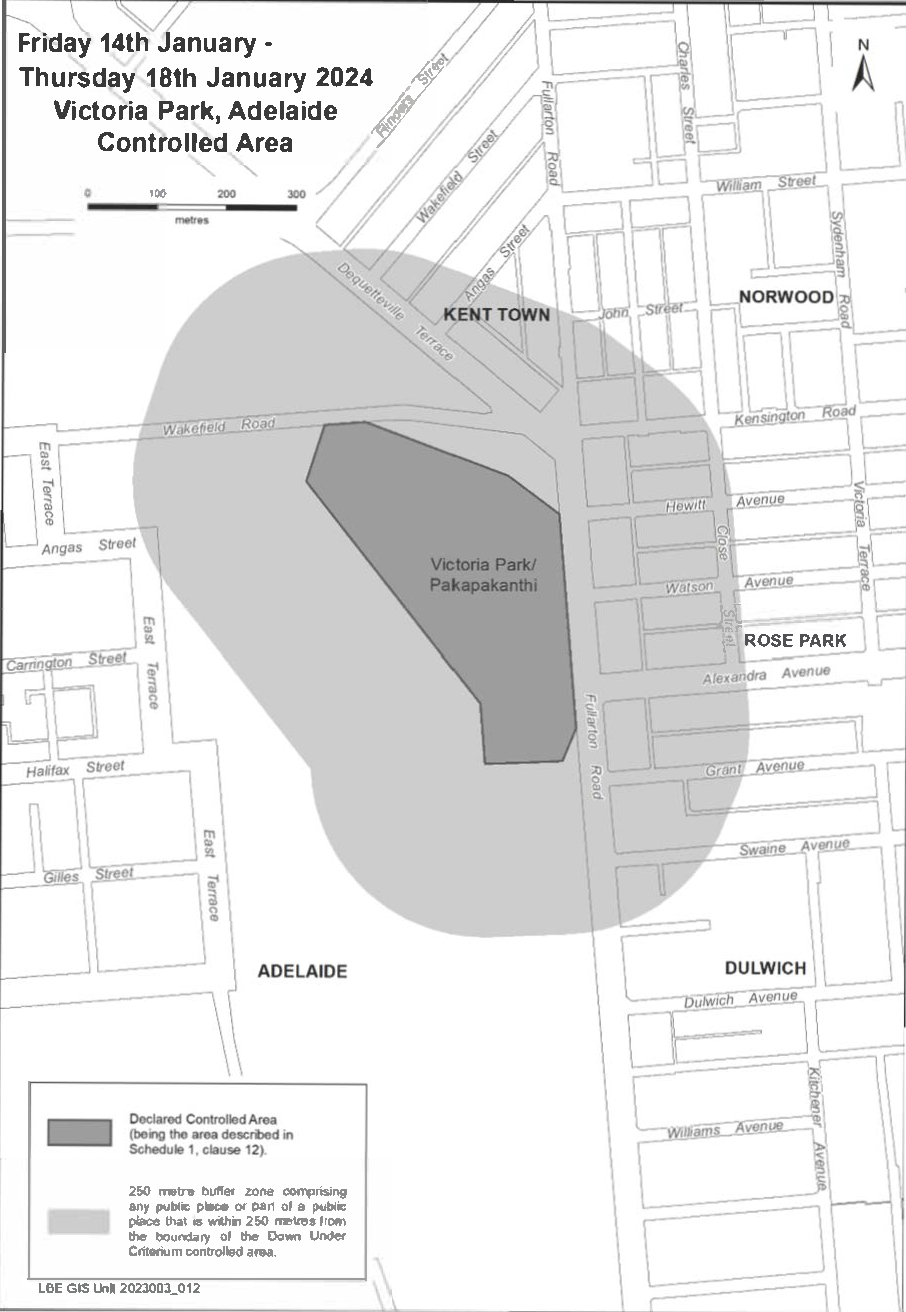 Friday 14th January -
Thursday 18th January 2024
Victoria Park, Adelaide
Controlled Area
0 100 200 300
metres
N
Flinders Street
Wakefield Street
Angas Street
Fullarton Road
Charles Street
William Street
Sydenham Road
Dequetteville Terrace
KENT TOWN
John Street
NORWOOD
Wakefield Road
Kensington Road
East Terrace
Angas Street
Hewitt Avenue
Close Street
Victoria Terrace
Victoria Park/
Pakapakanthi
Watson Avenue
ROSE PARK
Alexandra Avenue
Carrington Street
East Terrace
Fullarton Road
Halifax Street
Grant Avenue
East Terrace
Swaine Avenue
Gilles Street
ADELAIDE
DULWICH
Dulwich Avenue
Kitchener Avenue
Williams Avenue
Declared Controlled Area
(being the area described in
Schedule 1, clause 12).
250 metre buffer zone comprising
any public place or part of a public
place that is within 250 metres from
the boundary of the Down Under
Criterium controlled area.
LBE GIS Unit 2023003_012